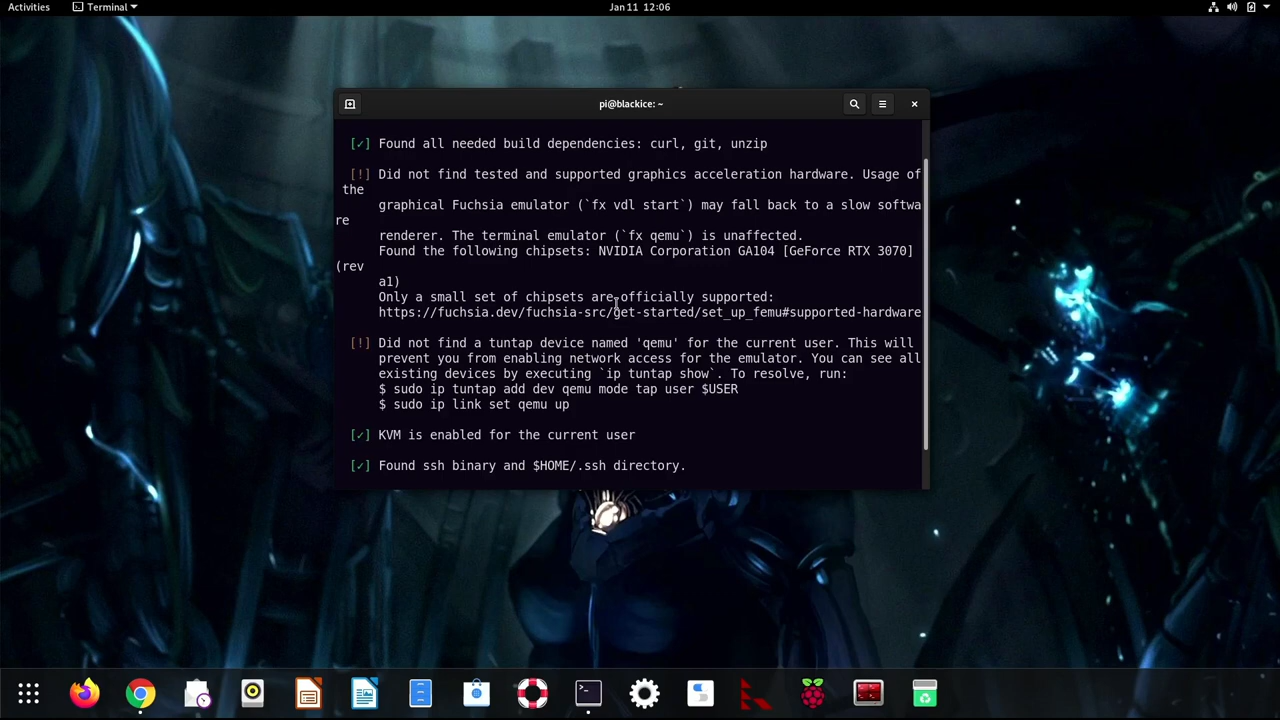 Activities
Terminal
Jan 11 12:06
pi@blackice: ~
[✓] Found all needed build dependencies: curl, git, unzip
[!] Did not find tested and supported graphics acceleration hardware. Usage of
the
graphical Fuchsia emulator (`fx vdl start`) may fall back to a slow softwa
re
renderer. The terminal emulator (`fx qemu`) is unaffected.
Found the following chipsets: NVIDIA Corporation GA104 [GeForce RTX 3070]
(rev
a1)
Only a small set of chipsets are officially supported:
https://fuchsia.dev/fuchsia-src/get-started/set_up_femu#supported-hardware
[!] Did not find a tuntap device named 'qemu' for the current user. This will
prevent you from enabling network access for the emulator. You can see all
existing devices by executing `ip tuntap show`. To resolve, run:
$ sudo ip tuntap add dev qemu mode tap user $USER
$ sudo ip link set qemu up
[✓] KVM is enabled for the current user
[✓] Found ssh binary and $HOME/.ssh directory.